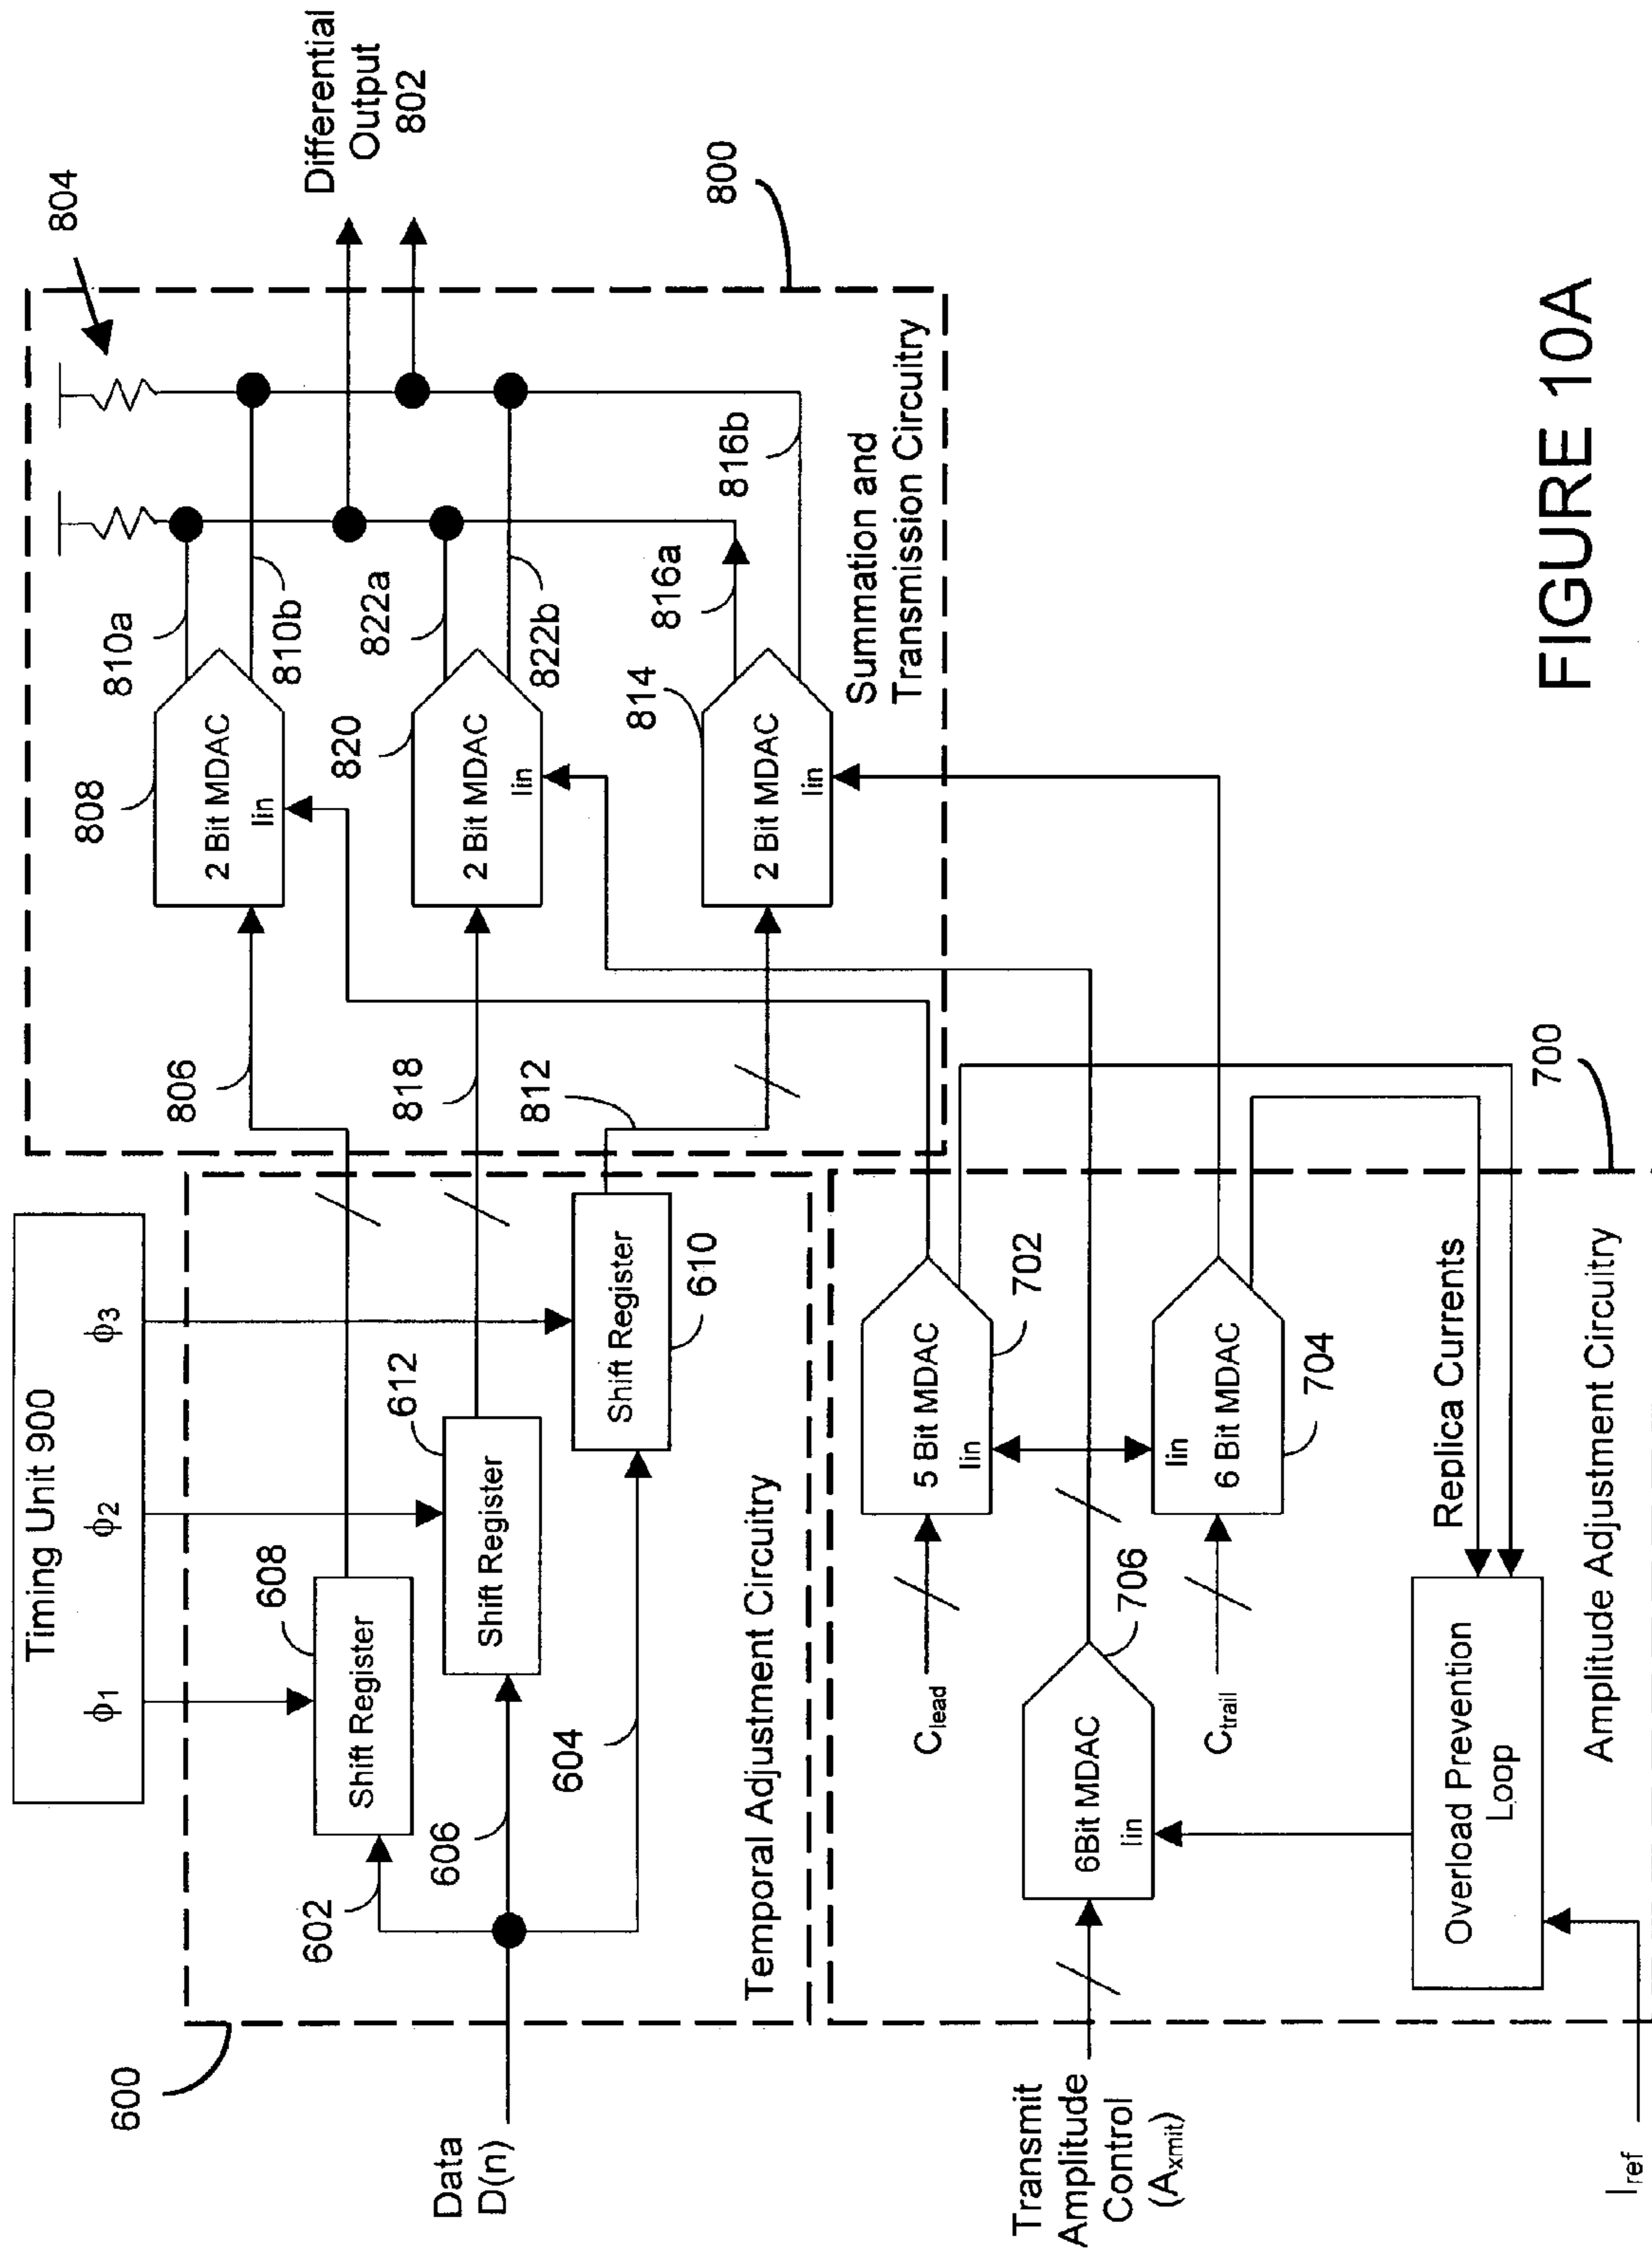 Timing Unit 900
ϕ1
ϕ2
ϕ3
600
Data
D(n)
602
606
604
608
Shift Register
612
Shift Register
Shift Register
610
Temporal Adjustment Circuitry
806
818
812
808
2 Bit MDAC
Iin
820
2 Bit MDAC
Iin
814
2 Bit MDAC
Iin
810a
810b
822a
822b
816a
816b
804
Differential
Output
802
800
Summation and
Transmission Circuitry
Transmit
Amplitude
Control
(Axmit)
6Bit MDAC
Iin
706
Clead
Ctrail
5 Bit MDAC
Iin
702
Iin
6 Bit MDAC
704
Replica Currents
Overload Prevention
Loop
Iref
Amplitude Adjustment Circuitry
700
FIGURE 10A